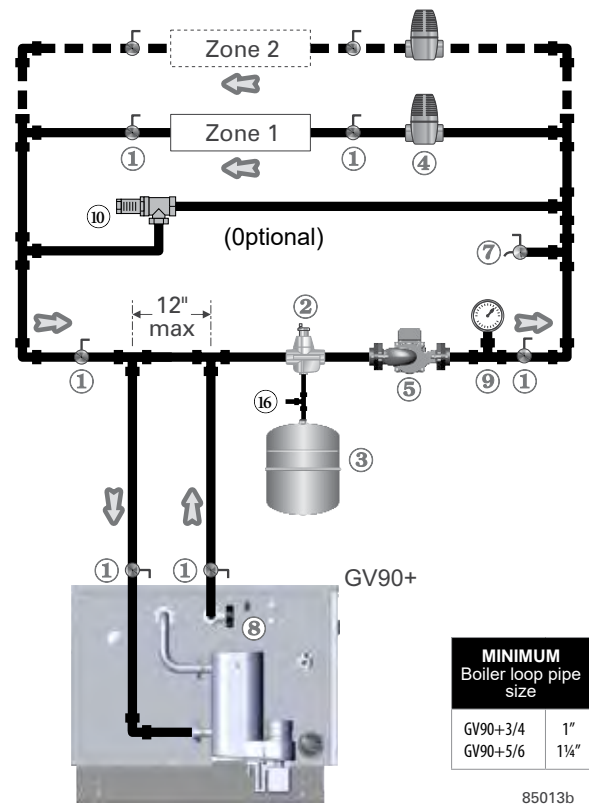 Zone 2
Zone 1
① ① ④
⑩
(0ptional)
⑦
12"
max
②
① ⑤ ⑨ ①
16
③
① ① GV90+
⑧
MINIMUM
Boiler loop pipe
size
GV90+3/4 1"
GV90+5/6 1¼"
85013b